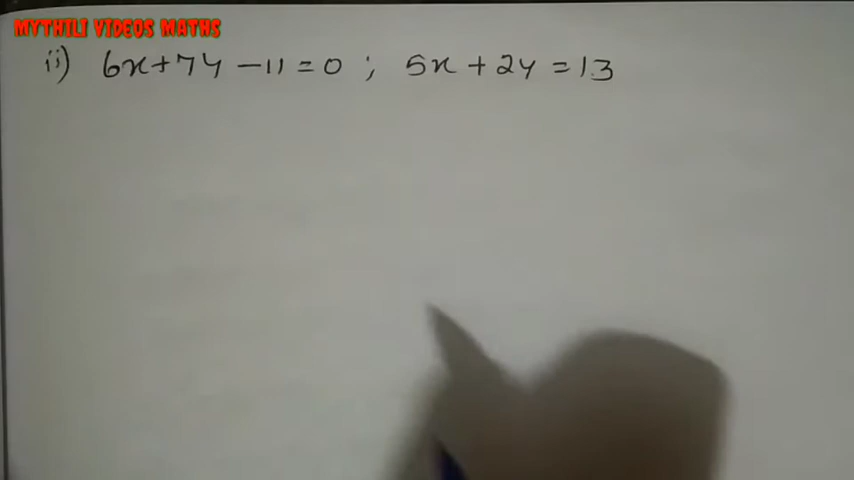 MYTHILI VIDEOS MATHS
ii) 6x+7y -11 = 0 ; 5x + 2y = 13